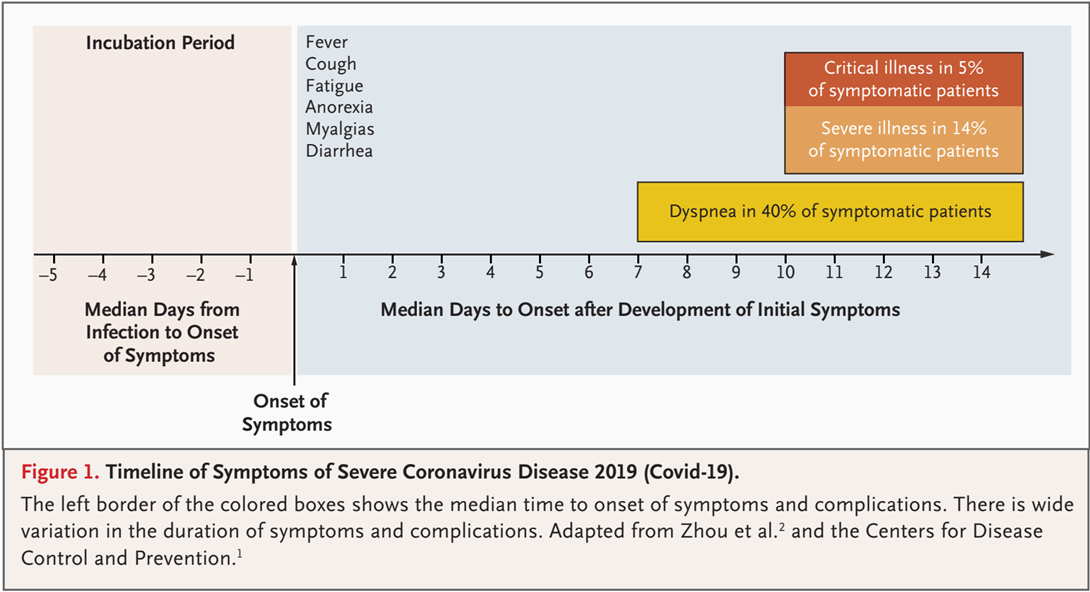 Incubation Period
Fever
Cough
Fatigue
Anorexia
Myalgias
Diarrhea
Critical illness in 5%
of symptomatic patients
Severe illness in 14%
of symptomatic patients
Dyspnea in 40% of symptomatic patients
–5 –4 –3 –2 –1 1 2 3 4 5 6 7 8 9 10 11 12 13 14
Median Days from
Infection to Onset
of Symptoms
Median Days to Onset after Development of Initial Symptoms
Onset of
Symptoms
Figure 1. Timeline of Symptoms of Severe Coronavirus Disease 2019 (Covid-19).
The left border of the colored boxes shows the median time to onset of symptoms and complications. There is wide
variation in the duration of symptoms and complications. Adapted from Zhou et al.2 and the Centers for Disease
Control and Prevention.1